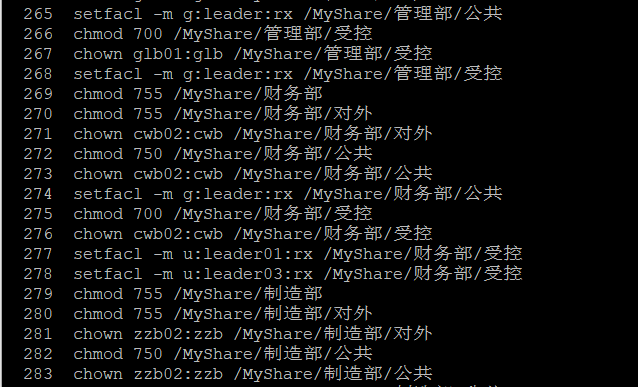 265 setfacl -m g:leader:rx /MyShare/管理部/公共
266 chmod 700 /MyShare/管理部/受控
267 chown glb01:glb /MyShare/管理部/受控
268 setfacl -m g:leader:rx /MyShare/管理部/受控
269 chmod 755 /MyShare/财务部
270 chmod 755 /MyShare/财务部/对外
271 chown cwb02:cwb /MyShare/财务部/对外
272 chmod 750 /MyShare/财务部/公共
273 chown cwb02:cwb /MyShare/财务部/公共
274 setfacl -m g:leader:rx /MyShare/财务部/公共
275 chmod 700 /MyShare/财务部/受控
276 chown cwb02:cwb /MyShare/财务部/受控
277 setfacl -m u:leader01:rx /MyShare/财务部/受控
278 setfacl -m u:leader03:rx /MyShare/财务部/受控
279 chmod 755 /MyShare/制造部
280 chmod 755 /MyShare/制造部/对外
281 chown zzb02:zzb /MyShare/制造部/对外
282 chmod 750 /MyShare/制造部/公共
283 chown zzb02:zzb /MyShare/制造部/公共